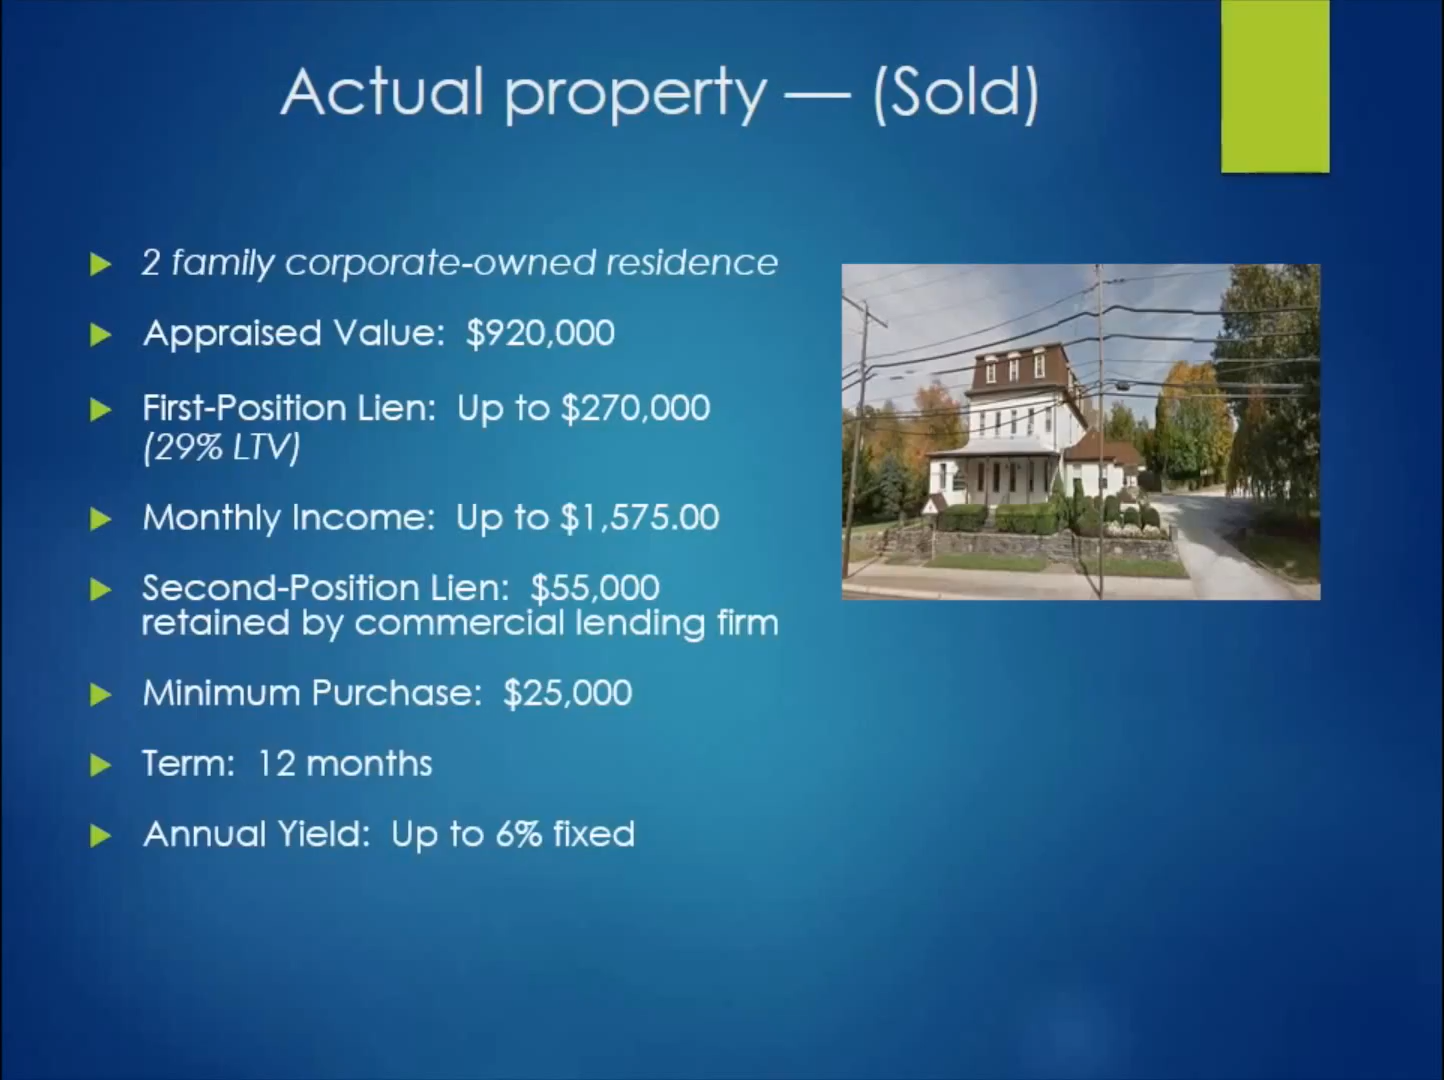 Actual property — (Sold)
2 family corporate-owned residence
Appraised Value: $920,000
First-Position Lien: Up to $270,000
(29% LTV)
Monthly Income: Up to $1,575.00
Second-Position Lien: $55,000
retained by commercial lending firm
Minimum Purchase: $25,000
Term: 12 months
Annual Yield: Up to 6% fixed